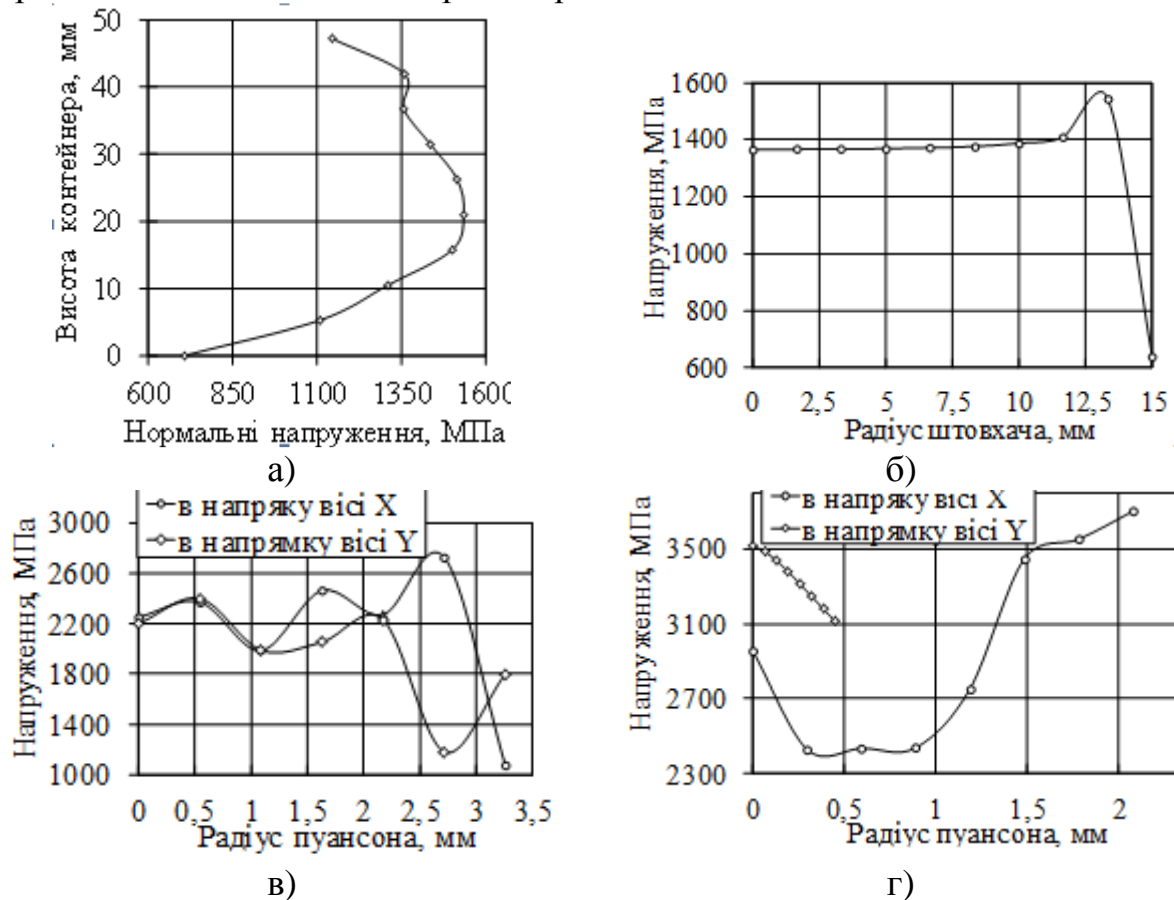 50
40
30
20
10
0
600 850 1100 1350 1600
Висота контейнера, мм
Нормальні напруження, МПа
а)
1600
1400
1200
1000
800
600
0 2,5 5 7,5 10 12,5 15
Напруження, МПа
Радіус штовхача, мм
б)
в напряку вісі X
в напрямку вісі Y
3000
2600
2200
1800
1400
1000
0 0,5 1 1,5 2 2,5 3 3,5
Напруження, МПа
Радіус пуансона, мм
в)
в напряку вісі X
в напрямку вісі Y
3500
3100
2700
2300
0 0,5 1 1,5 2
Напруження, МПа
Радіус пуансона, мм
г)